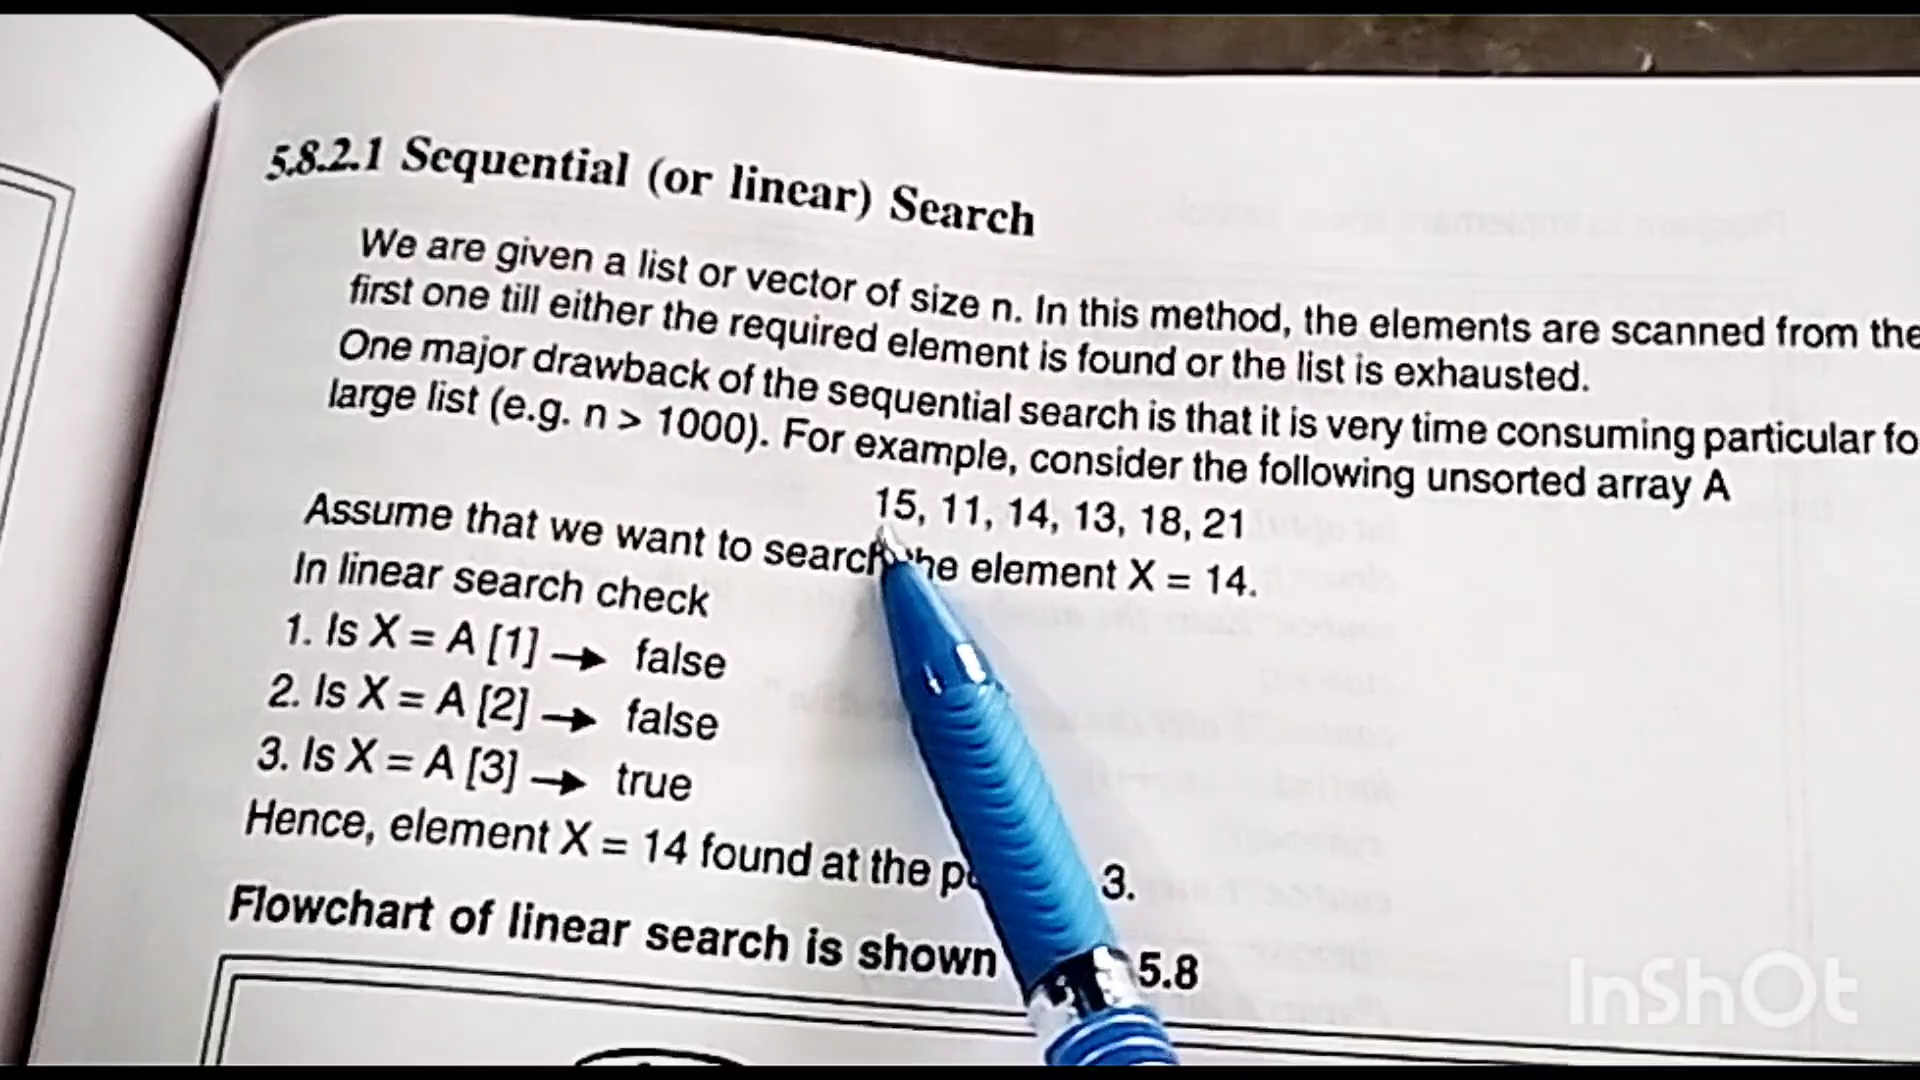 5.8.2.1 Sequential (or linear) Search
We are given a list or vector of size n. In this method, the elements are scanned from the
first one till either the required element is found or the list is exhausted.
One major drawback of the sequential search is that it is very time consuming particular fo
large list (e.g. n > 1000). For example, consider the following unsorted array A
15, 11, 14, 13, 18, 21
Assume that we want to search the element X = 14.
In linear search check
1. Is X = A [1] → false
2. Is X = A [2] → false
3. Is X = A [3] → true
Hence, element X = 14 found at the 3.
Flowchart of linear search is shown 5.8
InShOt